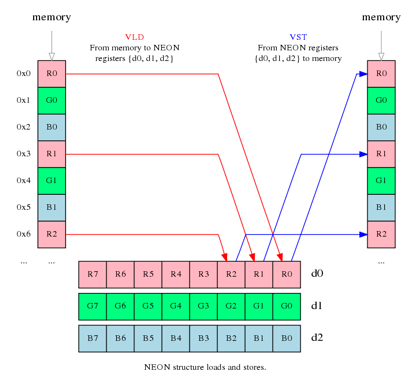 memory
memory
VLD
VST
From memory to NEON
From NEON registers
registers {d0, d1, d2}
{d0, d1, d2} to memory
0x0 R0 R0
0x1 G0 G0
0x2 B0 B0
0x3 R1 R1
0x4 G1 G1
0x5 B1 B1
0x6 R2 R2
... ... ...
R7 R6 R5 R4 R3 R2 R1 R0 d0
G7 G6 G5 G4 G3 G2 G1 G0 d1
B7 B6 B5 B4 B3 B2 B1 B0 d2
NEON structure loads and stores.